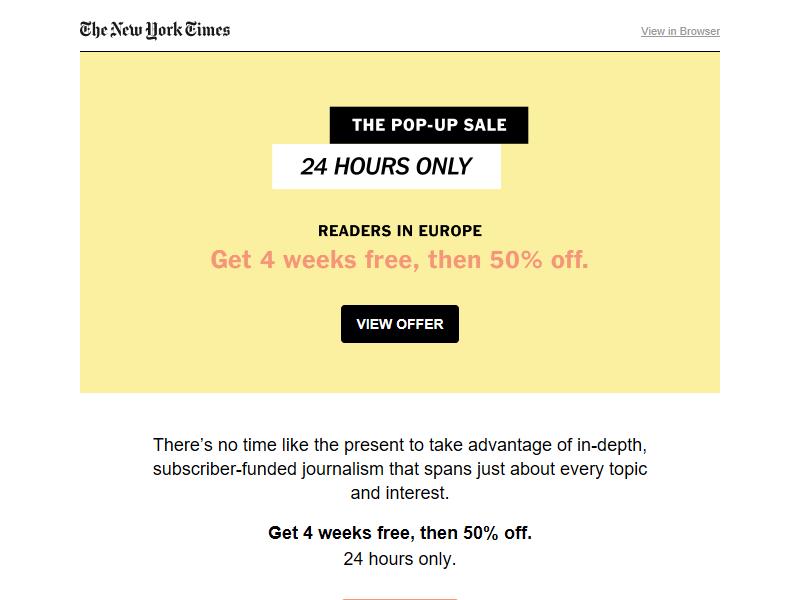 The New York Times
View in Browser
THE POP-UP SALE
24 HOURS ONLY
READERS IN EUROPE
Get 4 weeks free, then 50% off.
VIEW OFFER
There’s no time like the present to take advantage of in-depth,
subscriber-funded journalism that spans just about every topic
and interest.
Get 4 weeks free, then 50% off.
24 hours only.